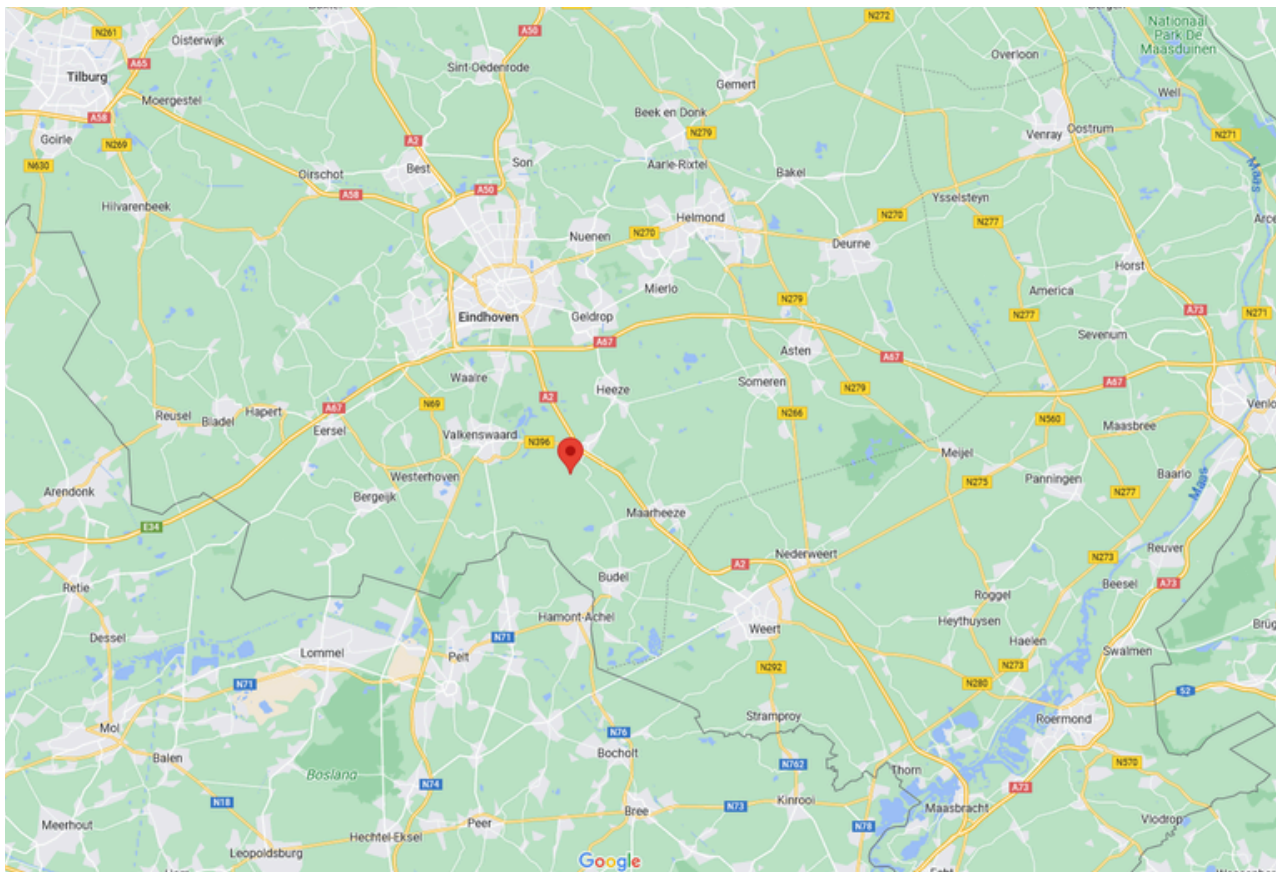 N261
Oisterwijk
A65
Tilburg
Moergestel
A58
Goirle
N269
N630
Hilvarenbeek
Oirschot
A58
A2
Best
A50
Sint-Oedenrode
Son
A50
Gemert
Beek en Donk
N279
Aarle-Rixtel
Bakel
N272
Overloon
Nationaal
Park De
Maasduinen
Well
Venray
Oostrum
N271
Maas
Ysselsteyn
N270
N277
Nuenen
N270
Helmond
Deurne
Mierlo
Horst
America
N279
N277
A73
N271
Sevenum
Eindhoven
Geldrop
A67
Asten
A67
Waalre
A2
Heeze
Someren
N279
A67
Reusel
Bladel
Hapert
A67
Eersel
N69
Valkenswaard
N396
N266
N560
Maasbree
Meijel
Westerhoven
Bergeijk
Arendonk
E34
N275
Panningen
Baarlo
N277
Maas
Maarheeze
Retie
Budel
A2
Nederweert
N273
Reuver
Beesel
A73
Roggel
Dessel
Hamont-Achel
N71
Weert
Heythuysen
Haelen
Lommel
Pelt
N71
N292
N273
N280
Swalmen
52
Mol
Balen
Bosland
N76
Bocholt
Stramproy
Roermond
N18
N74
N762
Thorn
N570
A73
Meerhout
Hechtel-Eksel
Peer
Bree
N73
Kinrooi
N78
Maasbracht
Vlodrop
Leopoldsburg
Google